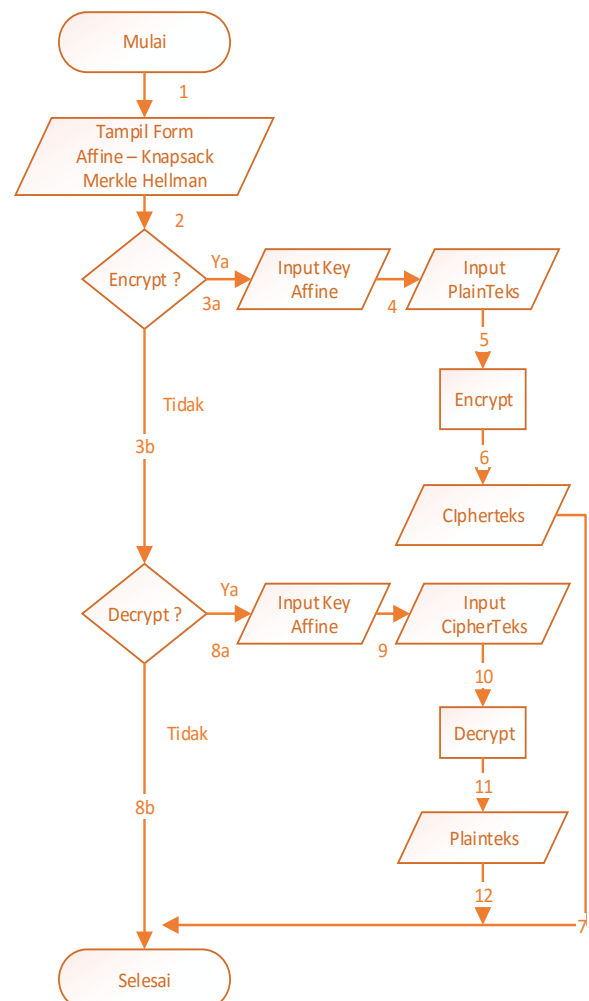 Mulai
1
Tampil Form
Affine – Knapsack
Merkle Hellman
2
Encrypt ?
Ya
3a
Input Key
Affine
4
Input
PlainTeks
5
Encrypt
6
CIpherteks
Tidak
3b
Decrypt ?
Ya
8a
Input Key
Affine
9
Input
CipherTeks
10
Decrypt
11
Plainteks
12
7
Tidak
8b
Selesai